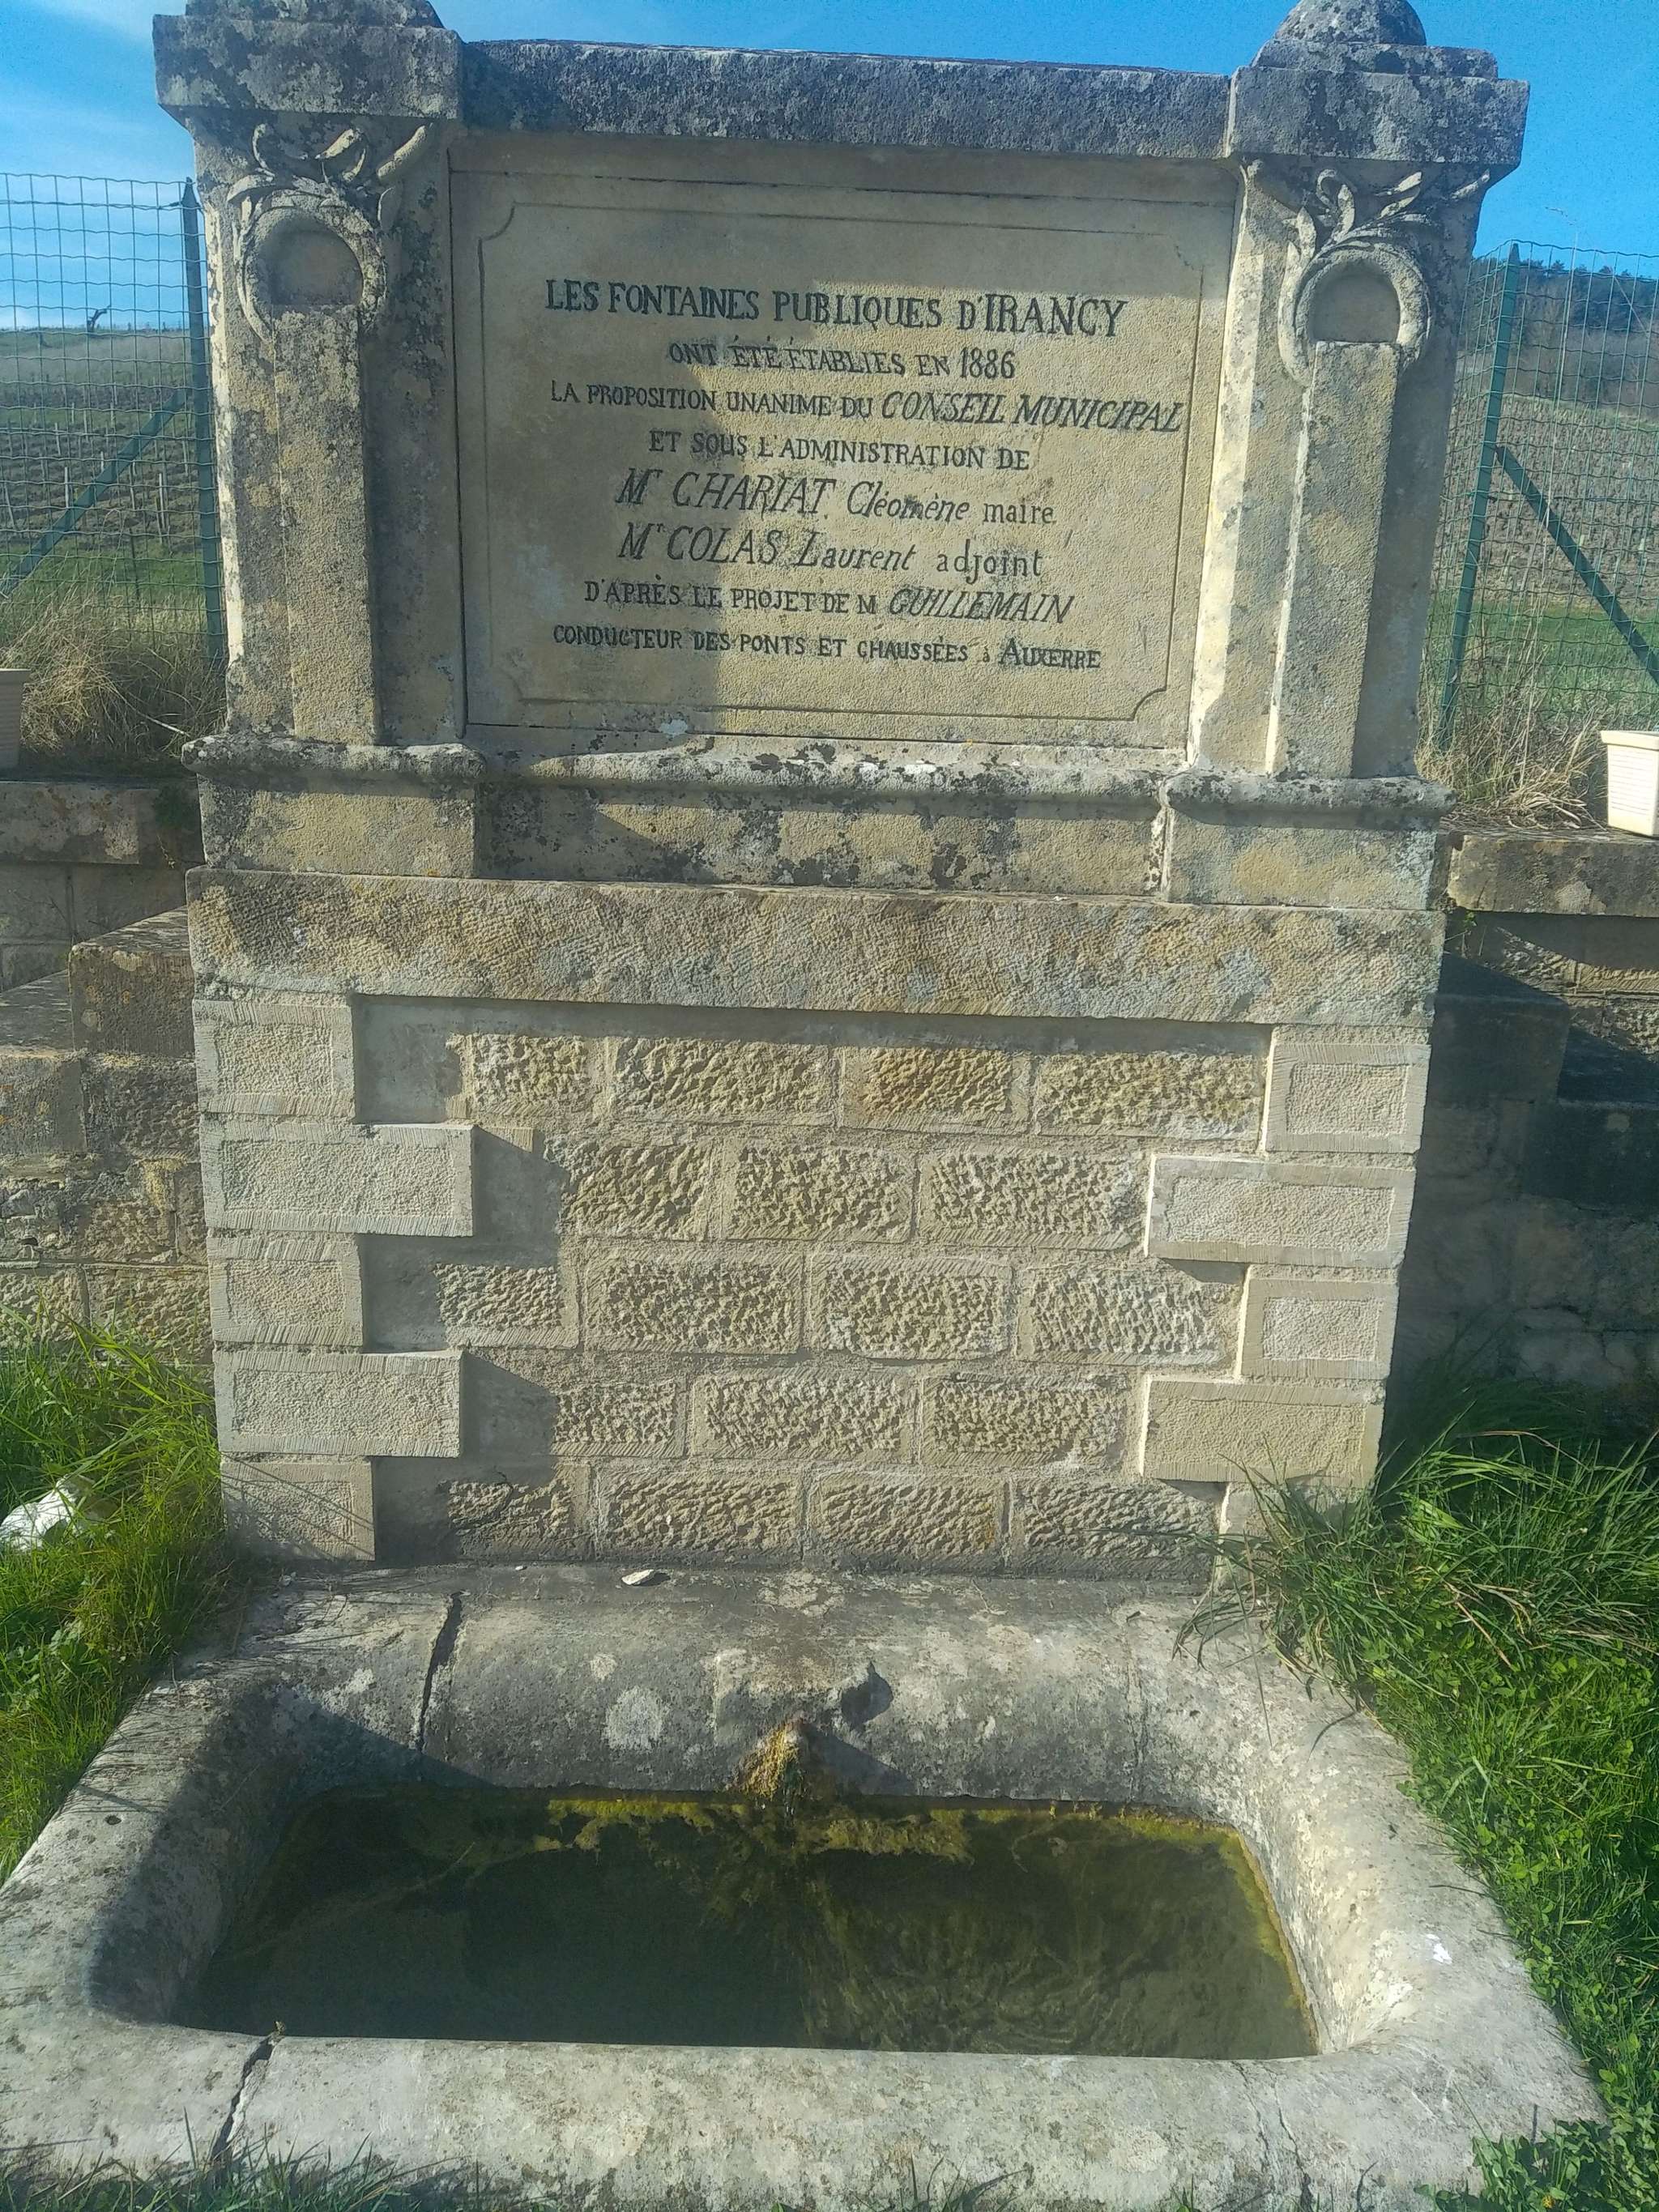 LES FONTAINES PUBLIQUES D'IRANCY
ONT ÉTÉ ÉTABLIES EN 1886
LA PROPOSITION UNANIME DU CONSEIL MUNICIPAL
ET SOUS L'ADMINISTRATION DE
Mr CHARIAT Cléomène maire
Mr COLAS Laurent adjoint
D'APRÈS LE PROJET DE M GUILLEMAIN
CONDUCTEUR DES PONTS ET CHAUSSÉES à AUXERRE